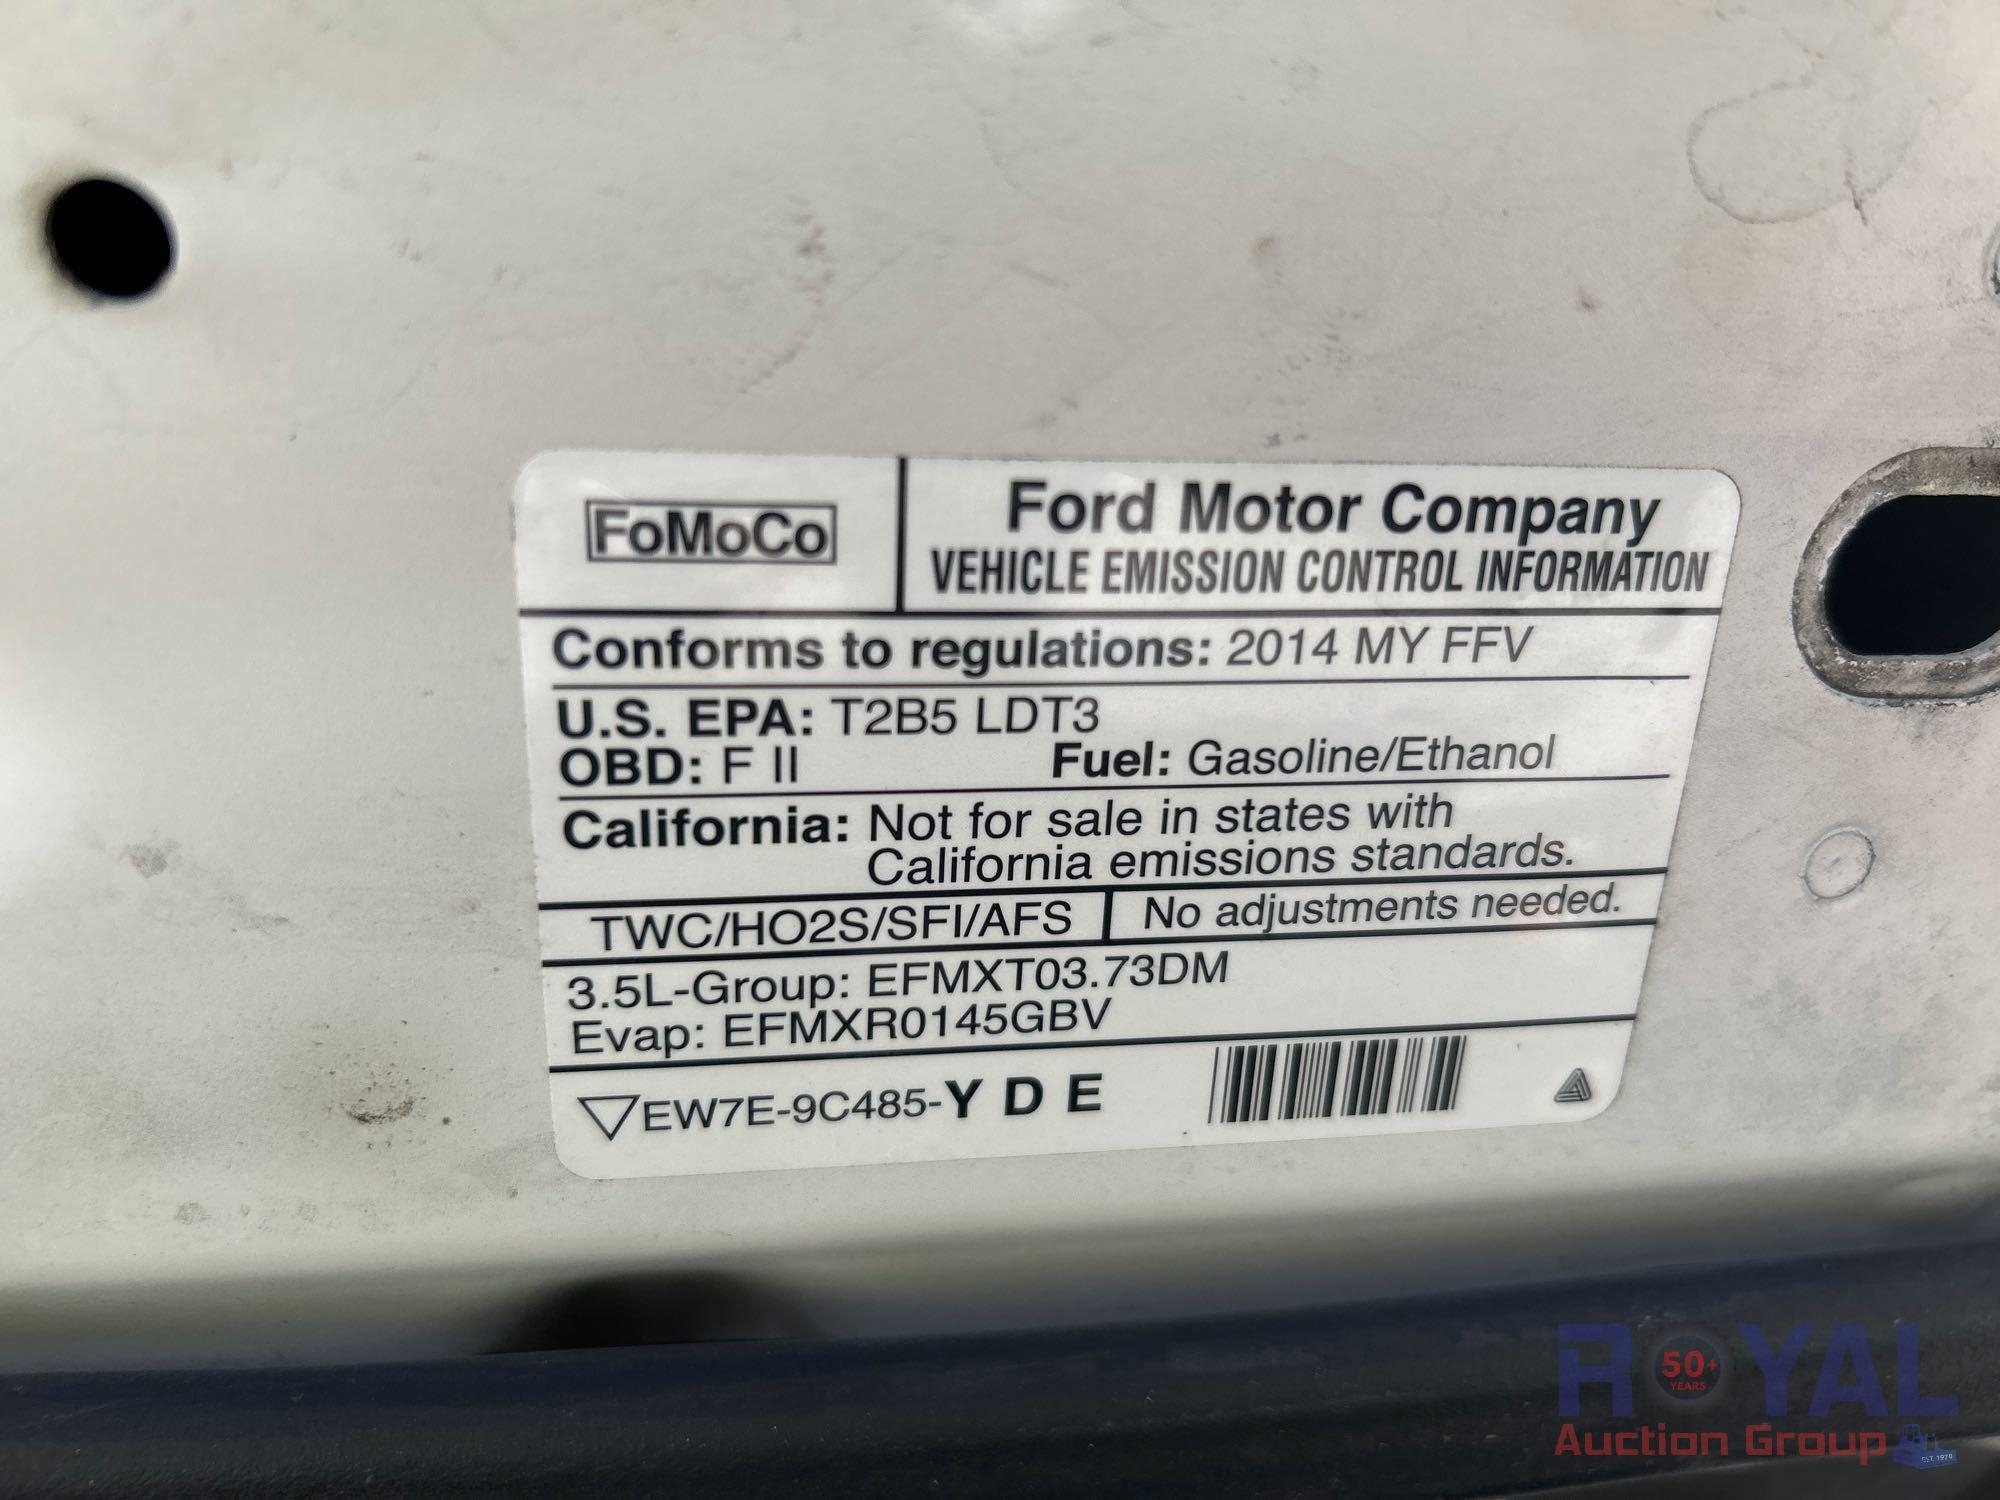 FoMoCo
Ford Motor Company
VEHICLE EMISSION CONTROL INFORMATION
Conforms to regulations: 2014 MY FFV
U.S. EPA: T2B5 LDT3
OBD: F II Fuel: Gasoline/Ethanol
California: Not for sale in states with
California emissions standards.
TWC/HO2S/SFI/AFS No adjustments needed.
3.5L-Group: EFMXT03.73DM
Evap: EFMXR0145GBV
EW7E-9C485-Y D E
ROYAL
50+
YEARS
Auction Group
EST. 1970